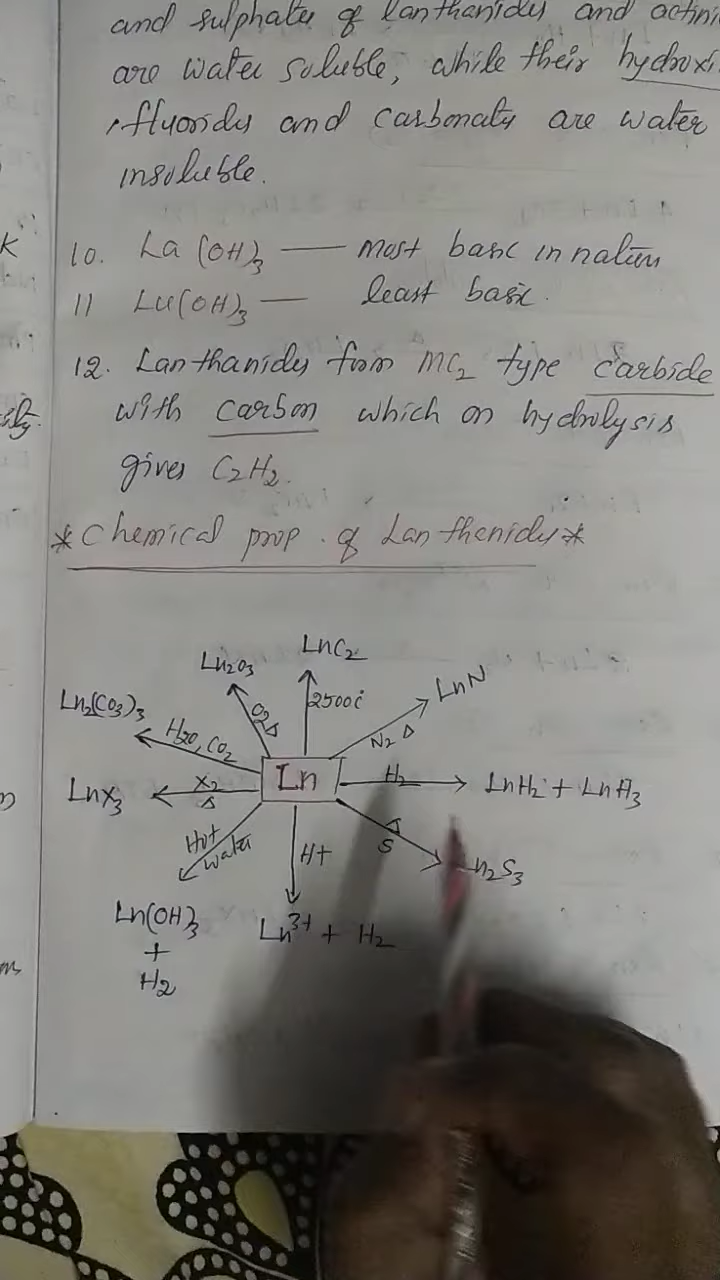 and sulphates of lanthanides and actini
are water soluble, while their hydroxi
, fluorides and carbonates are water
insoluble.
K
10. La(OH)3 — most basic in nature
11 Lu(OH)3 — least basic.
12. Lanthanides form MC2 type carbide
with carbon which on hydrolysis
gives C2H2.
*Chemical prop. of Lanthenides*
LnC2
Ln2O3
LnN
Ln2(CO3)3
O2 Δ
2500°C
N2 Δ
H2O, CO2
Ln
H2
LnH2 + LnH3
LnX3
X2
Δ
Δ
S
Ln2S3
Hot
water
H+
Ln(OH)3
+
H2
Ln3+ + H2